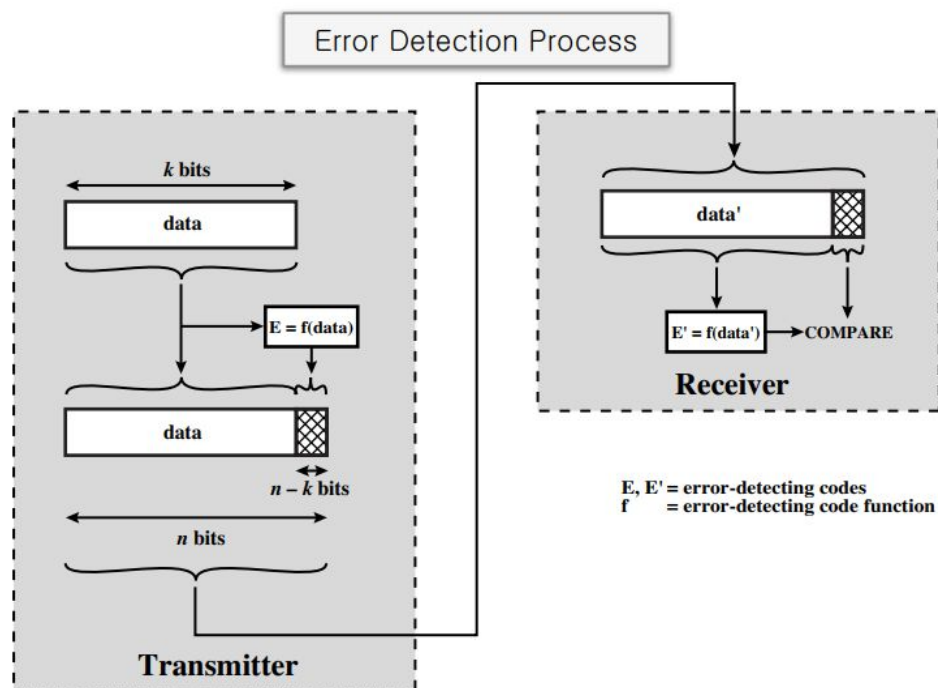 Error Detection Process
k bits
data
E = f(data)
data
n – k bits
n bits
Transmitter
data'
E' = f(data')
COMPARE
Receiver
E, E' = error-detecting codes
f = error-detecting code function